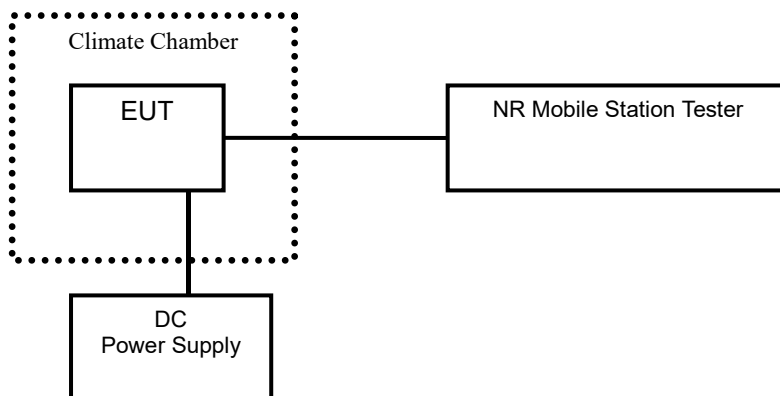 Climate Chamber
EUT
NR Mobile Station Tester
DC
Power Supply